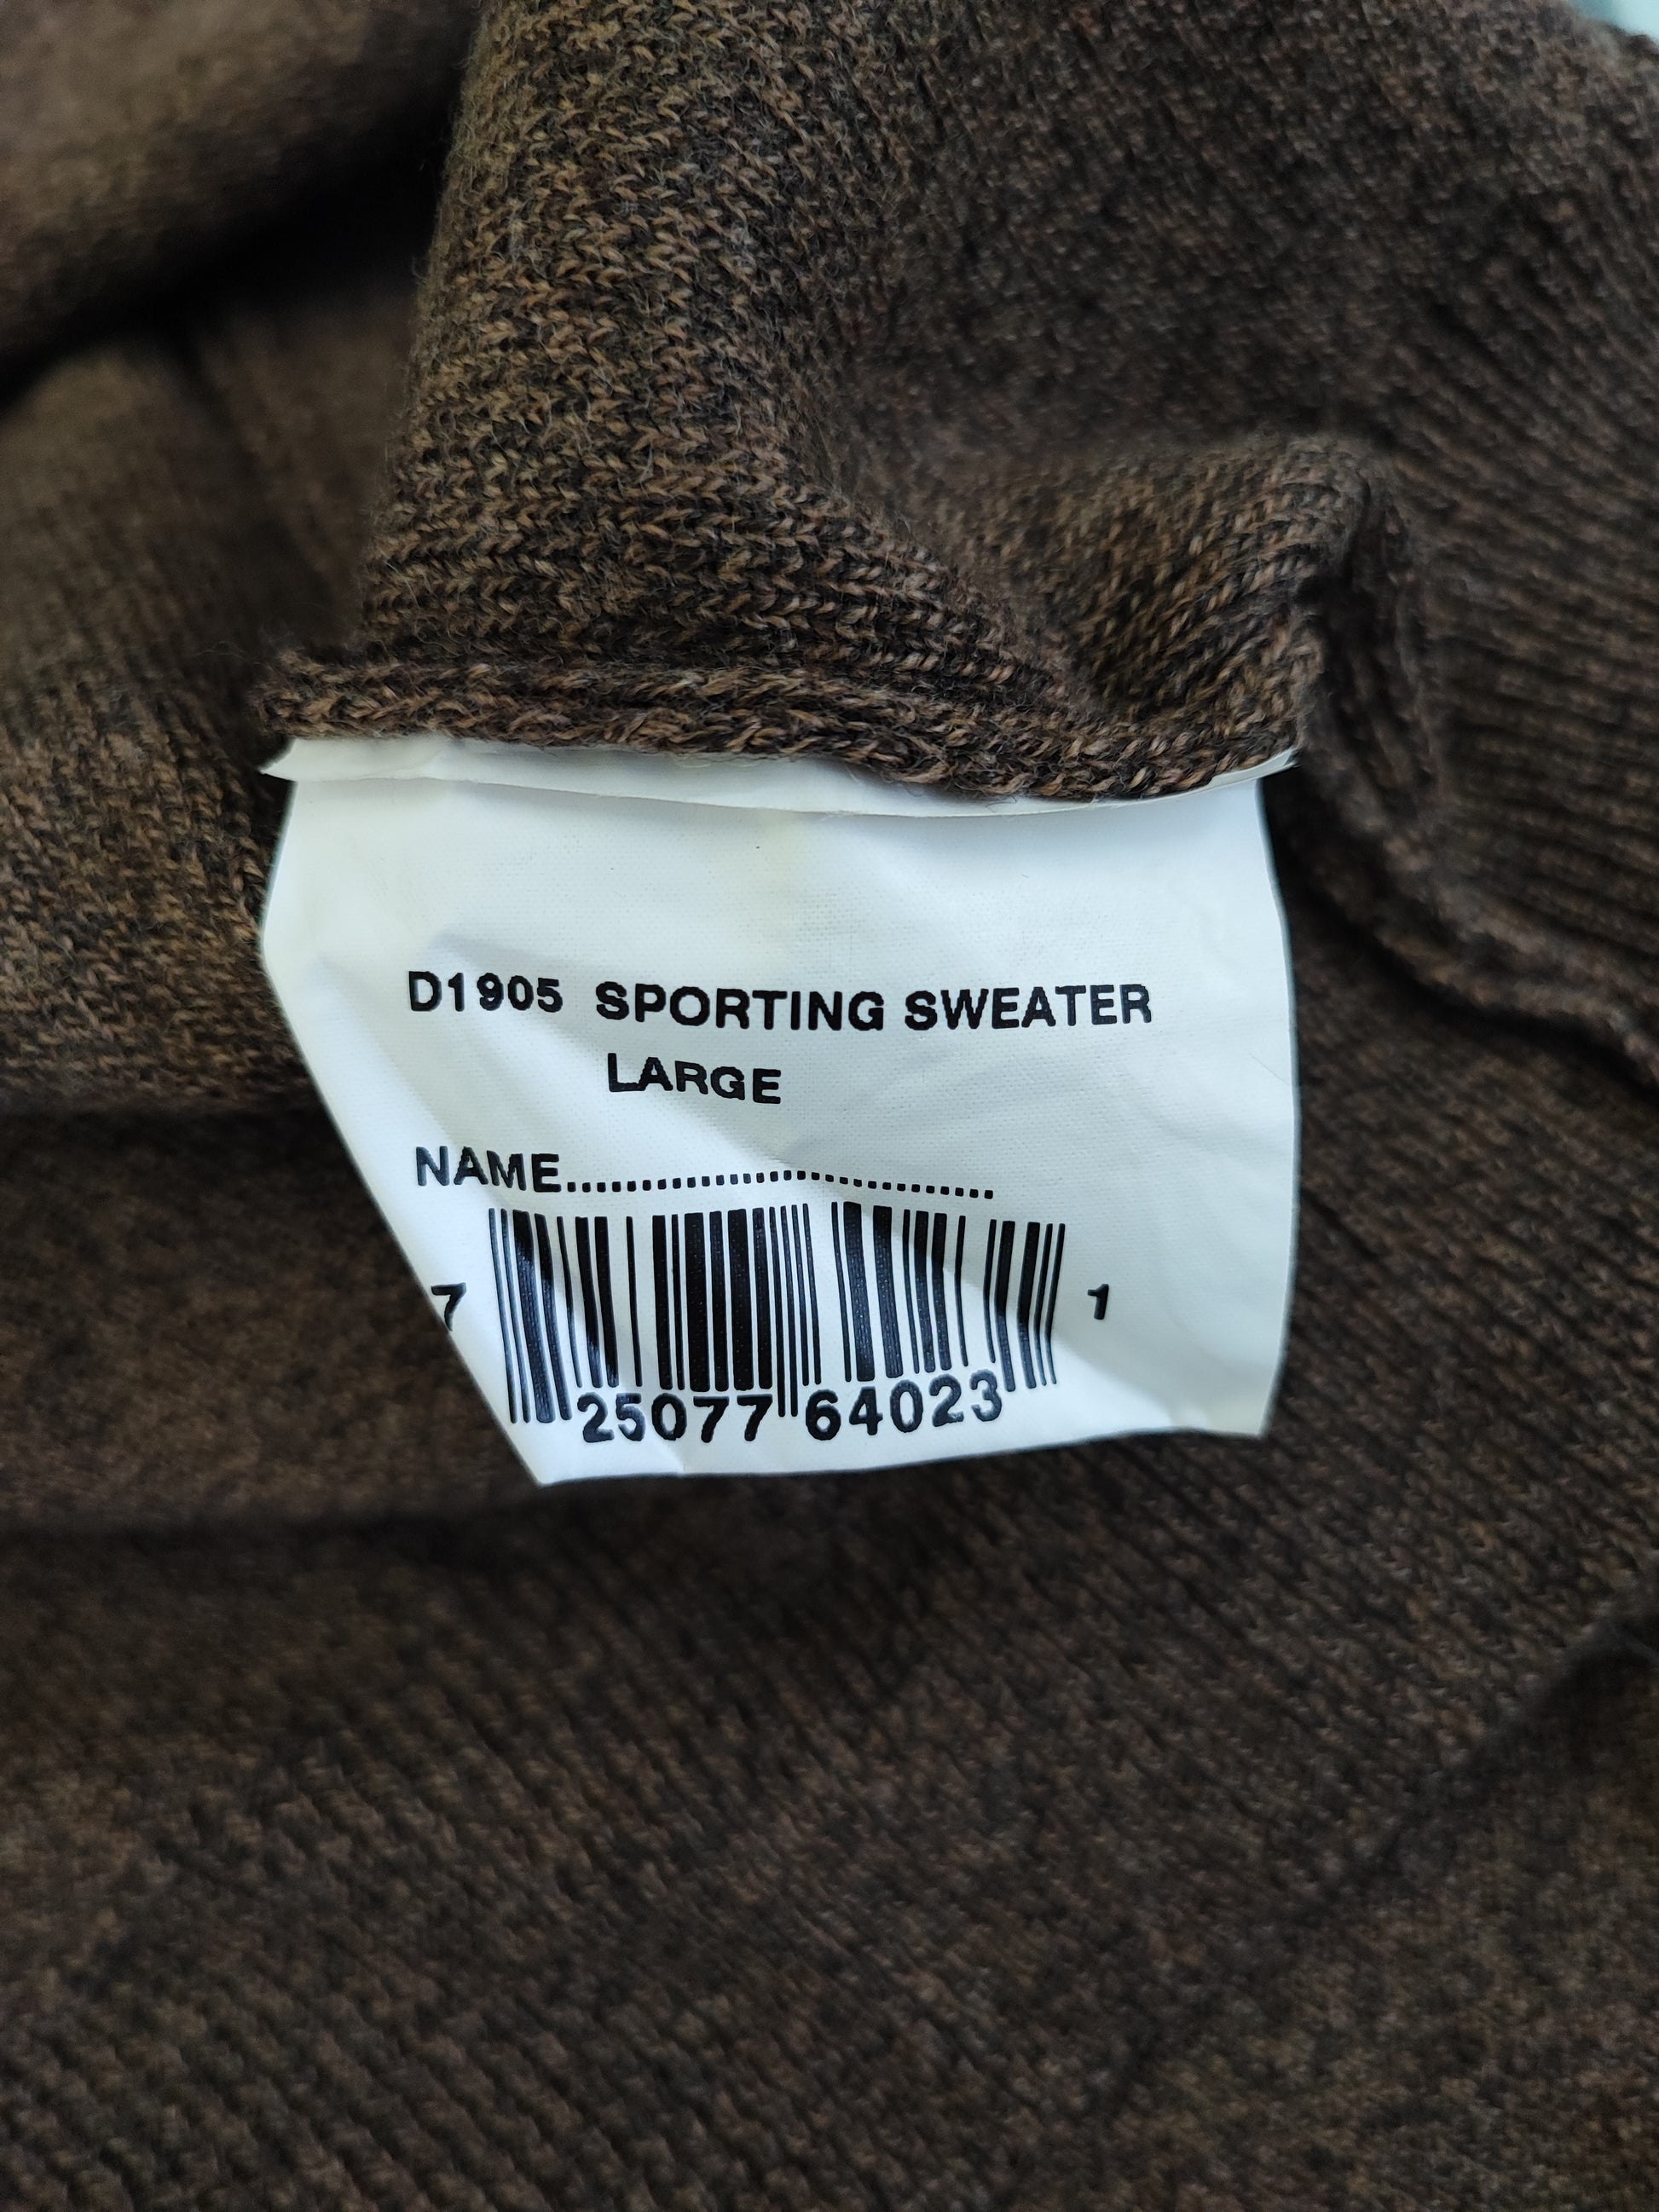 D1905 SPORTING SWEATER
LARGE
NAME...................................
7 25077 64023 1